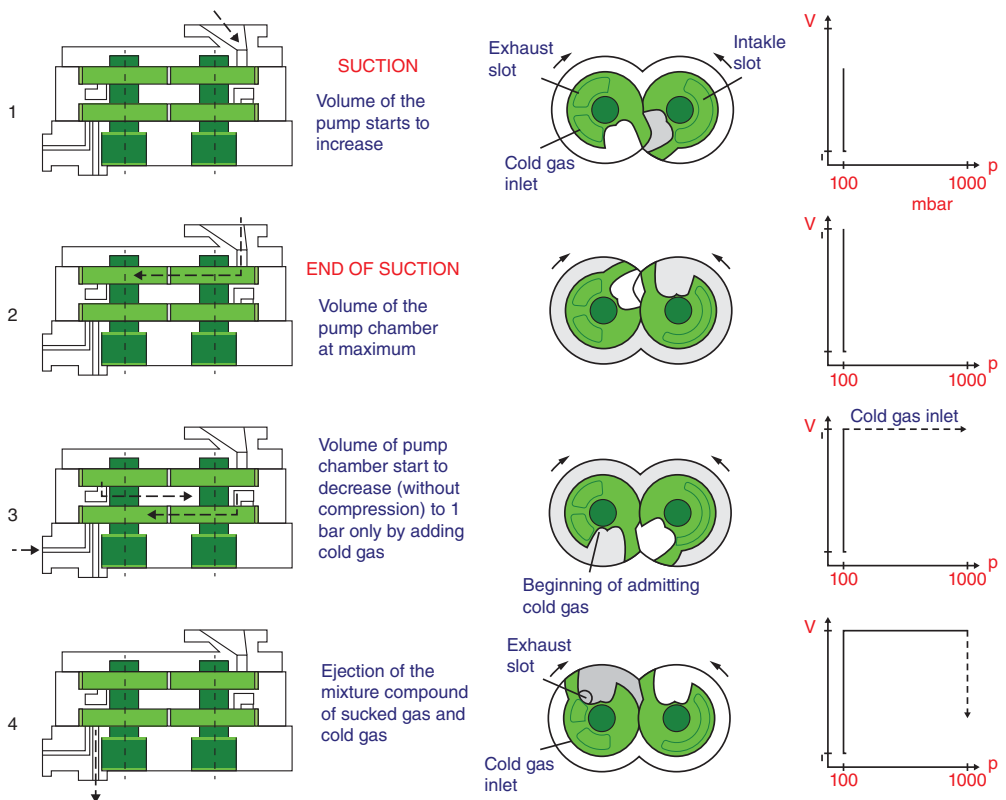 1
SUCTION
Volume of the
pump starts to
increase
Exhaust
slot
Intakle
slot
Cold gas
inlet
V
100
1000
p
mbar
2
END OF SUCTION
Volume of the
pump chamber
at maximum
V
100
1000
p
3
Volume of pump
chamber start to
decrease (without
compression) to 1
bar only by adding
cold gas
Beginning of admitting
cold gas
V
Cold gas inlet
100
1000
p
4
Ejection of the
mixture compound
of sucked gas and
cold gas
Exhaust
slot
Cold gas
inlet
V
100
1000
p